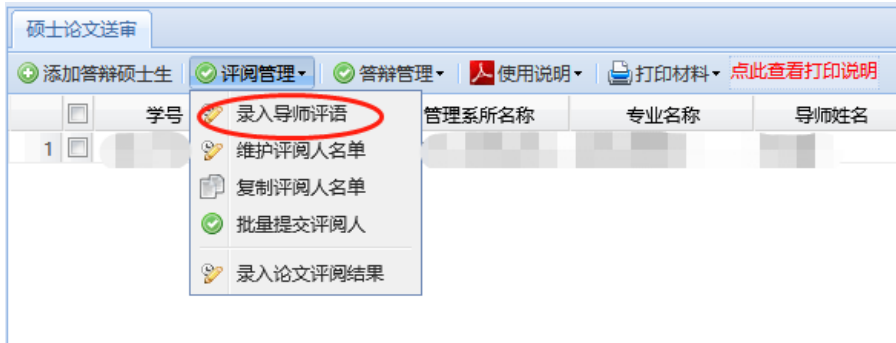 硕士论文送审
添加答辩硕士生 评阅管理 答辩管理 使用说明 打印材料 点此查看打印说明
学号 管理系所名称 专业名称 导师姓名
录入导师评语
1
维护评阅人名单
复制评阅人名单
批量提交评阅人
录入论文评阅结果